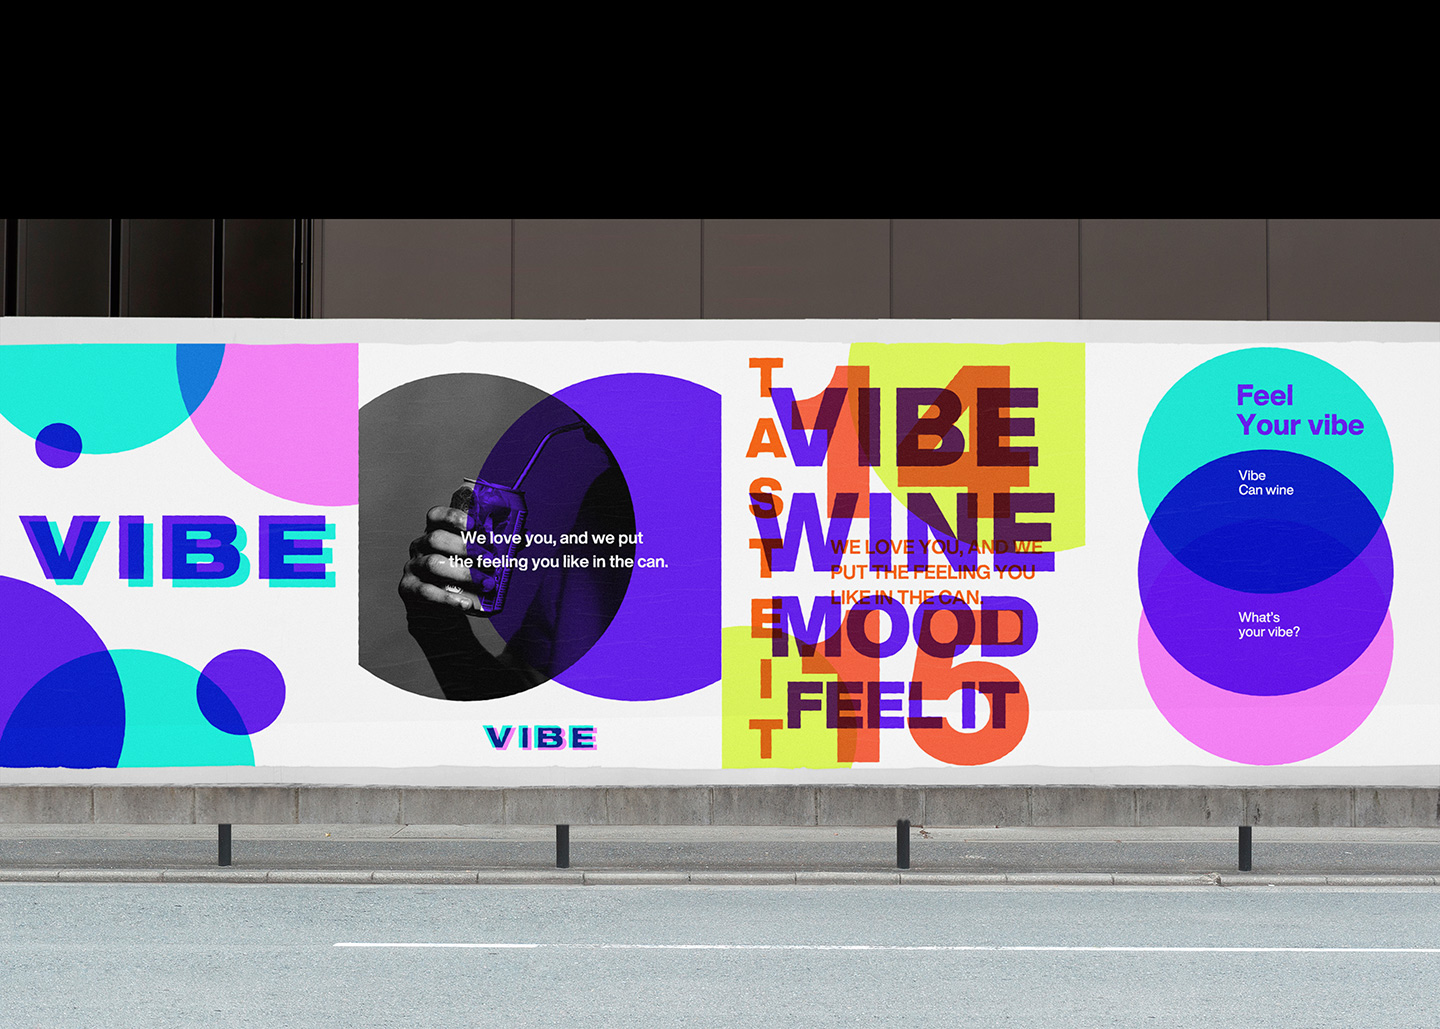 VIBE
We love you, and we put
- the feeling you like in the can.
VIBE
TASTE IT
14
VIBE
WINE
WE LOVE YOU, AND WE
PUT THE FEELING YOU
LIKE IN THE CAN.
MOOD
15
FEEL IT
Feel
Your vibe
Vibe
Can wine
What's
your vibe?